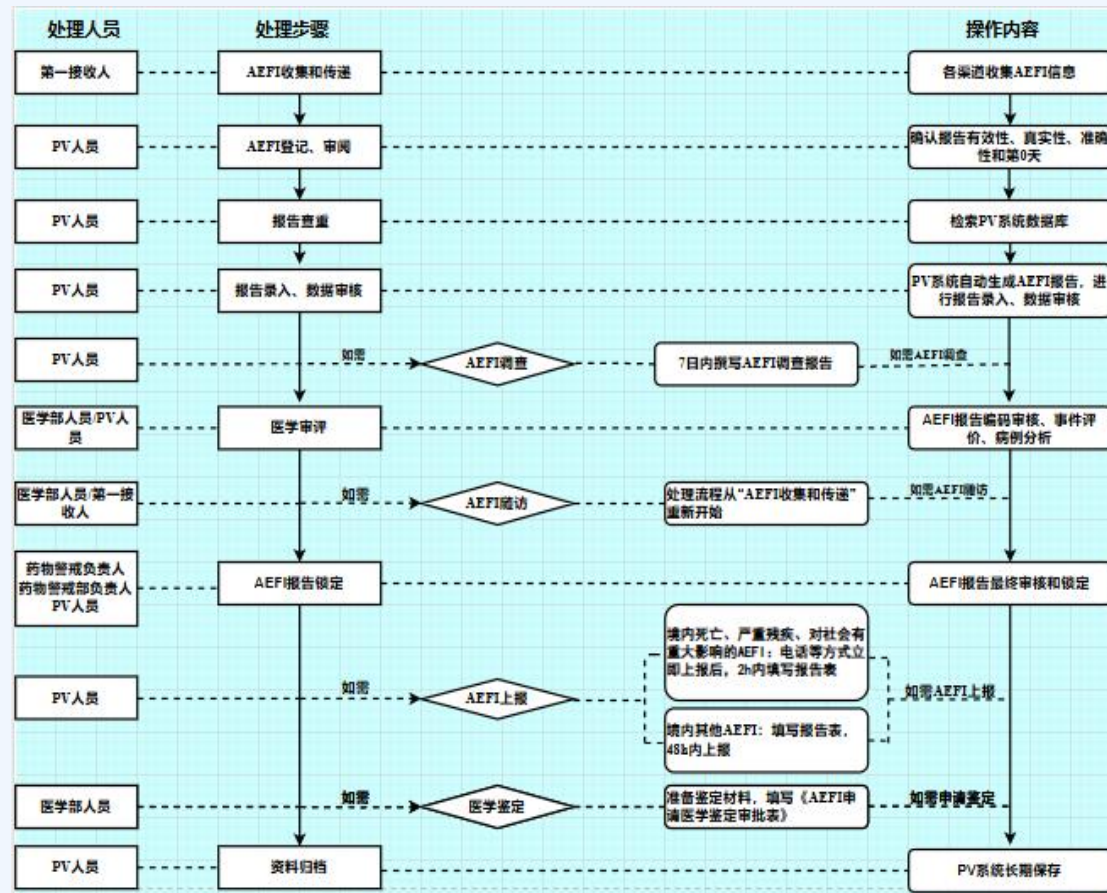 处理人员
处理步骤
操作内容
第一接收人
AEFI收集和传递
各渠道收集AEFI信息
PV人员
AEFI登记、审阅
确认报告有效性、真实性、准确
性和第0天
PV人员
报告查重
检索PV系统数据库
PV人员
报告录入、数据审核
PV系统自动生成AEFI报告，进
行报告录入、数据审核
PV人员
如需
AEFI调查
7日内撰写AEFI调查报告
如需AEFI调查
医学部人员/PV人
员
医学审评
AEFI报告编码审核、事件评
价、病例分析
医学部人员/第一接
收人
如需
AEFI随访
处理流程从“AEFI收集和传递”
重新开始
如需AEFI随访
药物警戒负责人
药物警戒部负责人
PV人员
AEFI报告锁定
AEFI报告最终审核和锁定
PV人员
如需
AEFI上报
境内死亡、严重残疾、对社会有
重大影响的AEFI：电话等方式立
即上报后，2h内填写报告表
境内其他AEFI：填写报告表，
48h内上报
如需AEFI上报
医学部人员
如需
医学鉴定
准备鉴定材料，填写《AEFI申
请医学鉴定审批表》
如需申请鉴定
PV人员
资料归档
PV系统长期保存